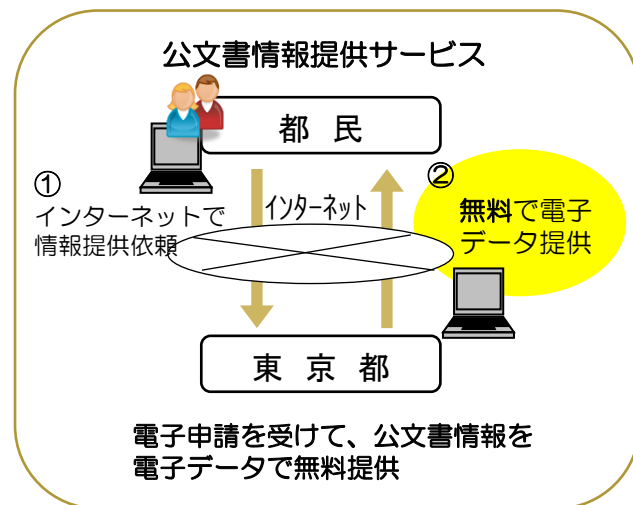 公文書情報提供サービス
都 民
①
インターネットで
情報提供依頼
インターネット
②
無料で電子
データ提供
東 京 都
電子申請を受けて、公文書情報を
電子データで無料提供